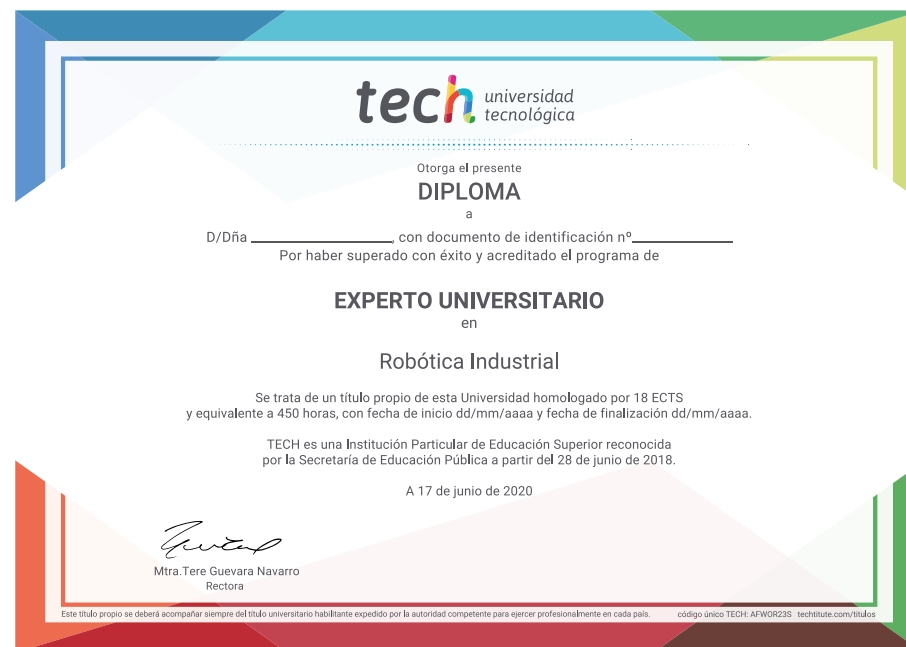 tech universidad
tecnológica
Otorga el presente
DIPLOMA
a
D/Dña ____________________, con documento de identificación nº______________
Por haber superado con éxito y acreditado el programa de
EXPERTO UNIVERSITARIO
en
Robótica Industrial
Se trata de un título propio de esta Universidad homologado por 18 ECTS
y equivalente a 450 horas, con fecha de inicio dd/mm/aaaa y fecha de finalización dd/mm/aaaa.
TECH es una Institución Particular de Educación Superior reconocida
por la Secretaría de Educación Pública a partir del 28 de junio de 2018.
A 17 de junio de 2020
Mtra.Tere Guevara Navarro
Rectora
Este título propio se deberá acompañar siempre del título universitario habilitante expedido por la autoridad competente para ejercer profesionalmente en cada país. código único TECH: AFWOR23S techtitute.com/titulos